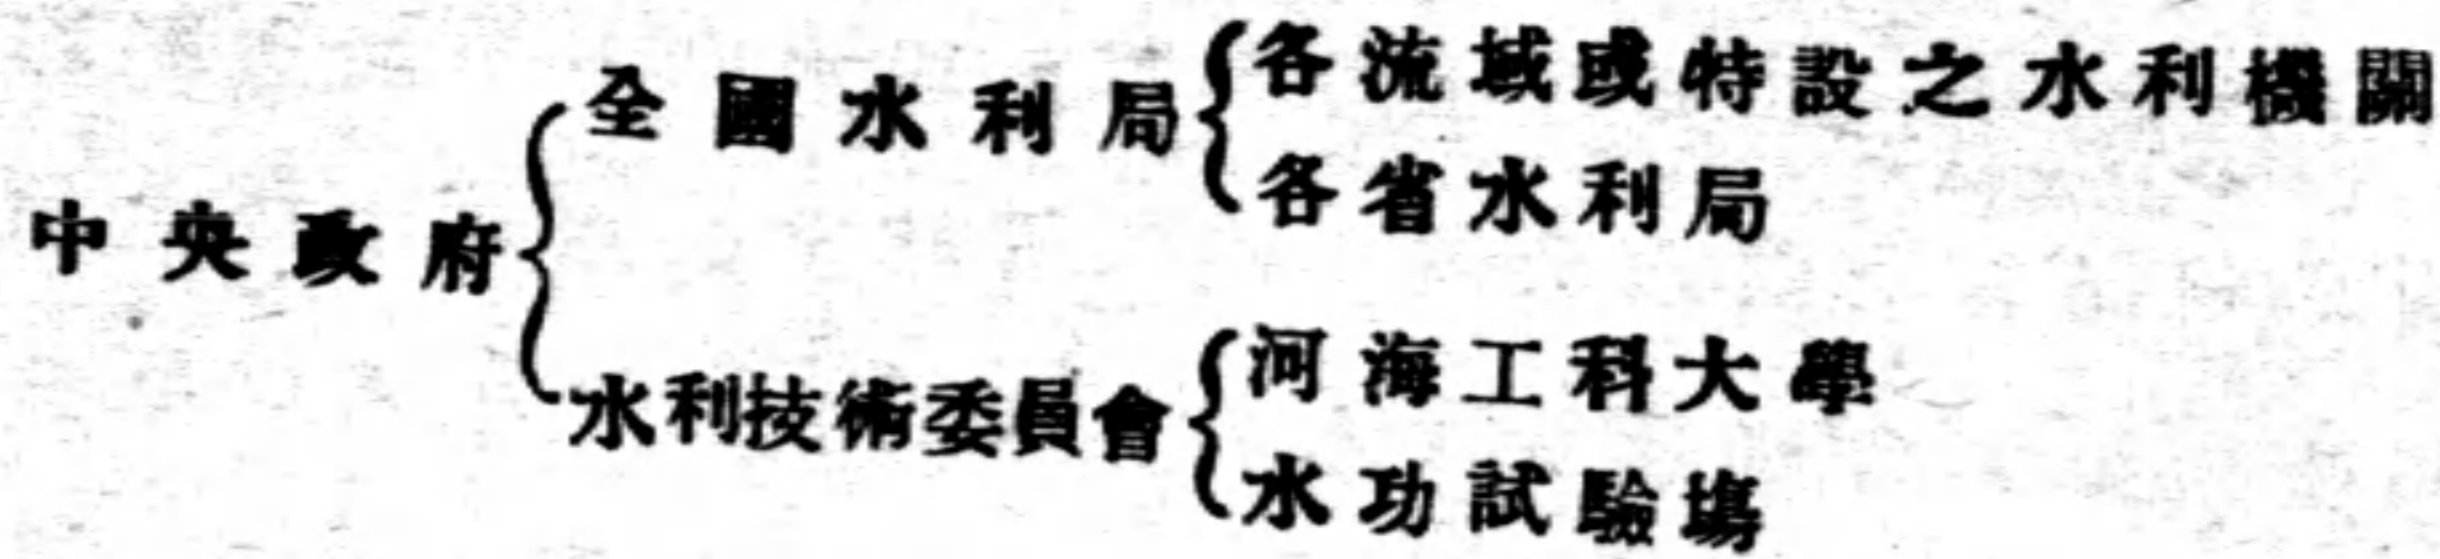 中央政府
全國水利局
各流域或特設之水利機關
各省水利局
水利技術委員會
河海工科大學
水功試驗場